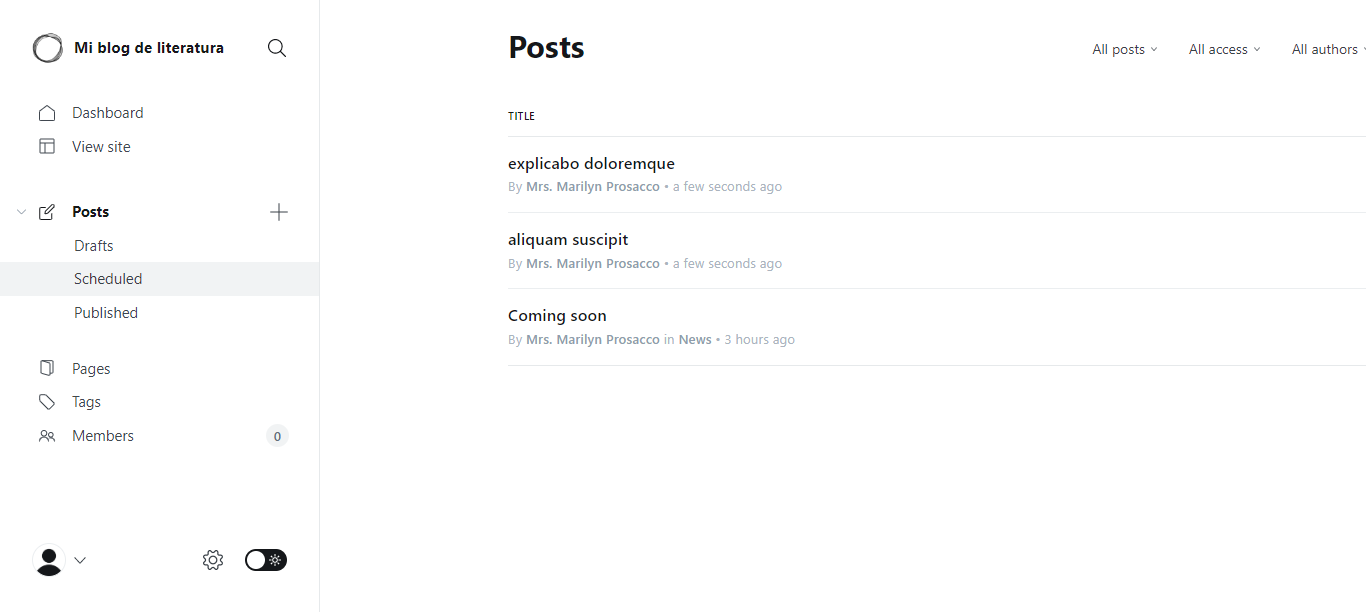 Mi blog de literatura
Dashboard
View site
Posts
Drafts
Scheduled
Published
Pages
Tags
Members
0
Posts
All posts
All access
All authors
TITLE
explicabo doloremque
By Mrs. Marilyn Prosacco • a few seconds ago
aliquam suscipit
By Mrs. Marilyn Prosacco • a few seconds ago
Coming soon
By Mrs. Marilyn Prosacco in News • 3 hours ago